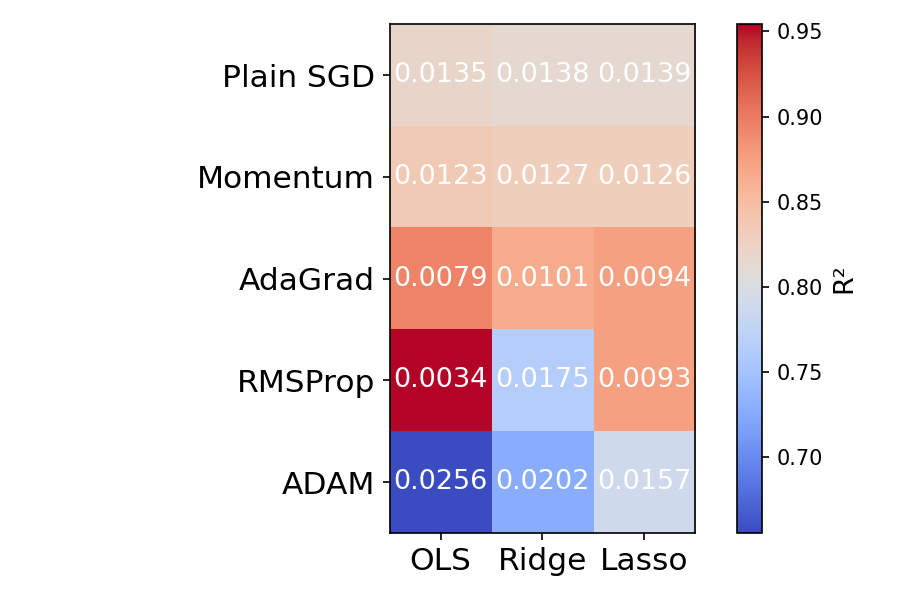 Plain SGD 0.0135 0.0138 0.0139
Momentum 0.0123 0.0127 0.0126
AdaGrad 0.0079 0.0101 0.0094
RMSProp 0.0034 0.0175 0.0093
ADAM 0.0256 0.0202 0.0157
OLS Ridge Lasso
0.95
0.90
0.85
0.80
0.75
0.70
R²